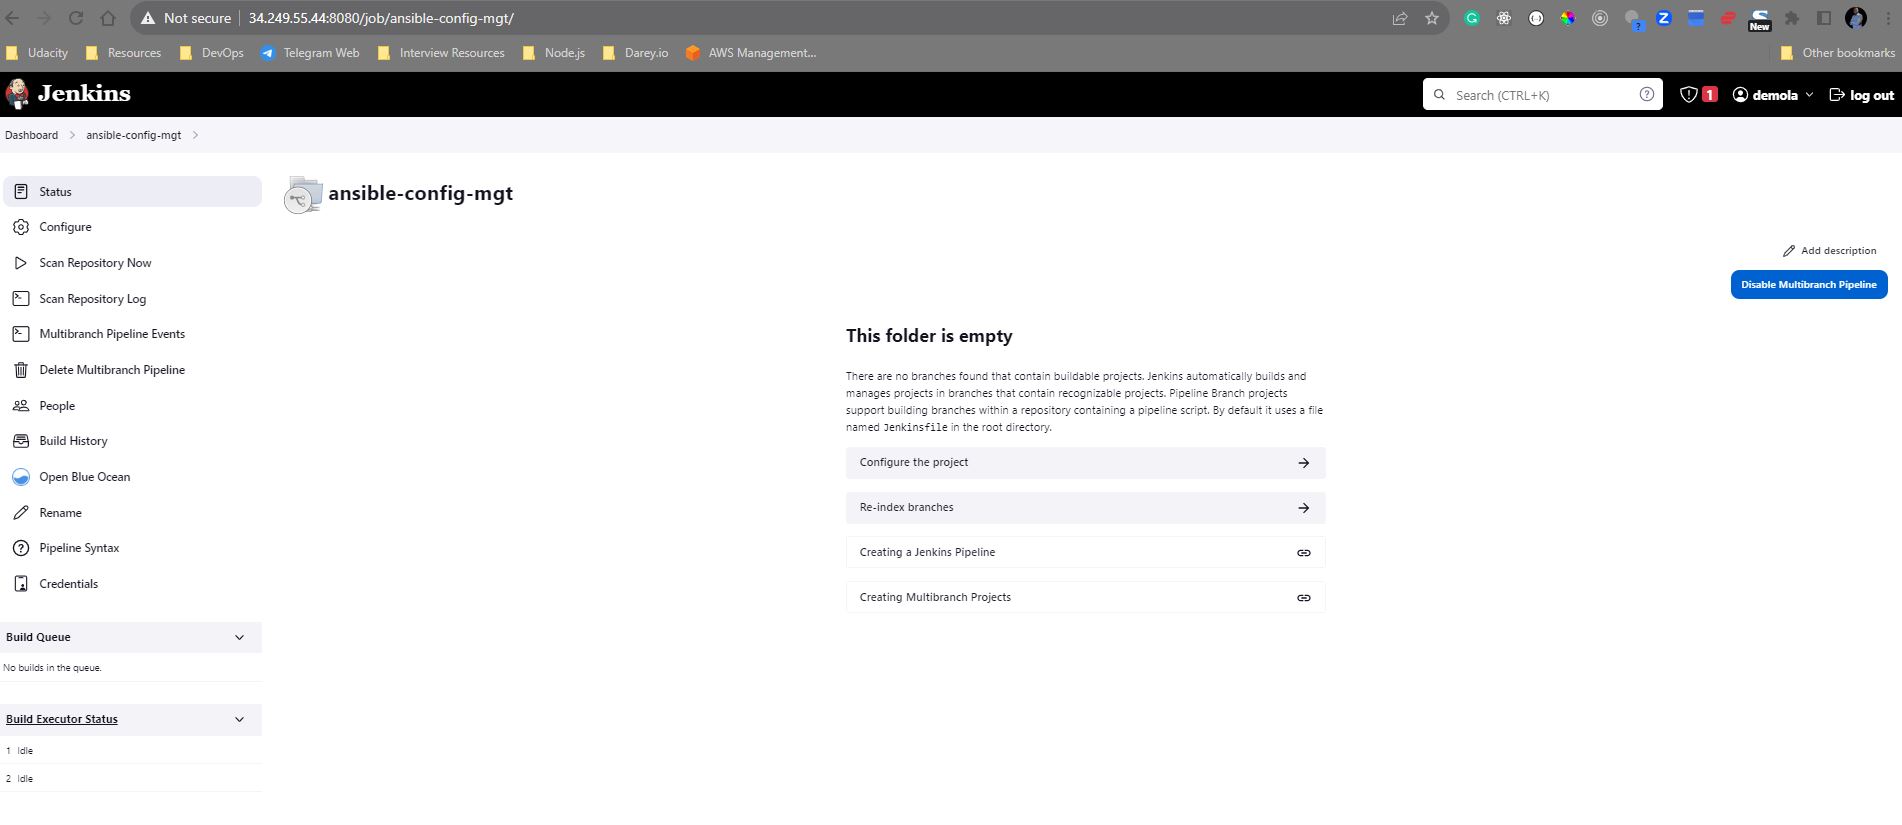 Not secure 34.249.55.44:8080/job/ansible-config-mgt/
?
New
Udacity Resources DevOps Telegram Web Interview Resources Node.js Darey.io AWS Management... Other bookmarks
Jenkins Search (CTRL+K) ? 1 demola log out
Dashboard ansible-config-mgt
Status
Configure
Scan Repository Now
Scan Repository Log
Multibranch Pipeline Events
Delete Multibranch Pipeline
People
Build History
Open Blue Ocean
Rename
Pipeline Syntax
Credentials
Build Queue
No builds in the queue.
Build Executor Status
1 Idle
2 Idle
ansible-config-mgt
Add description
Disable Multibranch Pipeline
This folder is empty
There are no branches found that contain buildable projects. Jenkins automatically builds and
manages projects in branches that contain recognizable projects. Pipeline Branch projects
support building branches within a repository containing a pipeline script. By default it uses a file
named Jenkinsfile in the root directory.
Configure the project
Re-index branches
Creating a Jenkins Pipeline
Creating Multibranch Projects